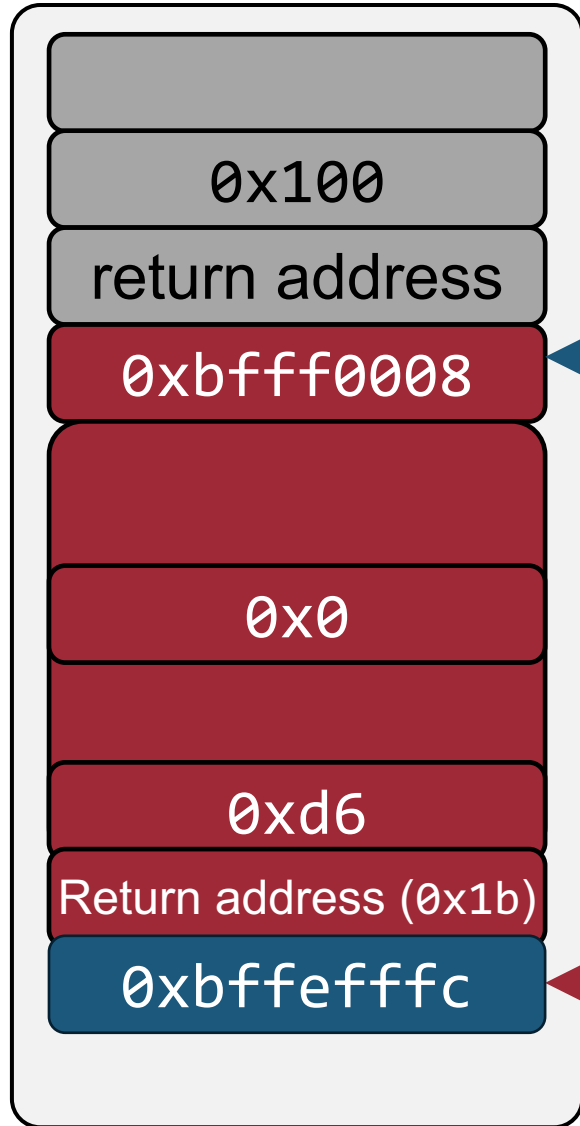 0x100
return address
0xbfff0008
0x0
0xd6
Return address (0x1b)
0xbffefffc